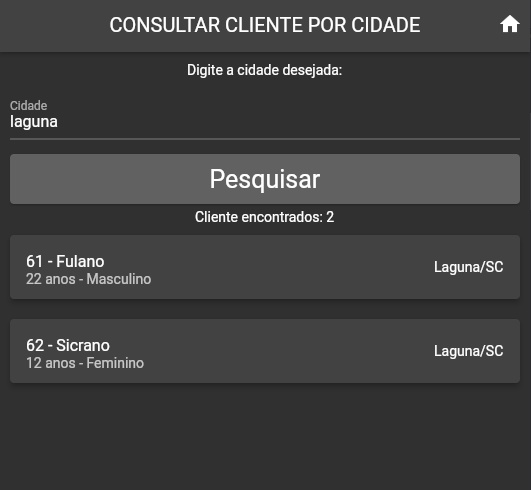 CONSULTAR CLIENTE POR CIDADE
Digite a cidade desejada:
Cidade
laguna
Pesquisar
Cliente encontrados: 2
61 - Fulano
22 anos - Masculino
Laguna/SC
62 - Sicrano
12 anos - Feminino
Laguna/SC